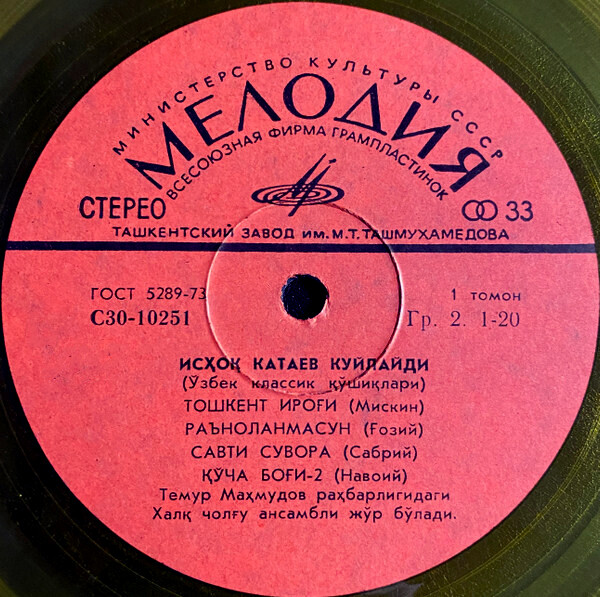 МИНИСТЕРСТВО КУЛЬТУРЫ СССР
МЕЛОДИЯ
ВСЕСОЮЗНАЯ ФИРМА ГРАМПЛАСТИНОК
СТЕРЕО
33
ТАШКЕНТСКИЙ ЗАВОД ИМ. М.Т. ТАШМУХАМЕДОВА
ГОСТ 5289-73
1 томон
С30-10251
Гр. 2. 1-20
ИСҲОҚ КАТАЕВ КУЙЛАЙДИ
(Ўзбек классик қўшиқлари)
ТОШКЕНТ ИРОҒИ (Мискин)
РАЪНОЛАНМАСУН (Ғозий)
САВТИ СУВОРА (Сабрий)
ҚЎЧА БОҒИ-2 (Навоий)
Темур Маҳмудов раҳбарлигидаги
Халқ чолғу ансамбли жўр бўлади.